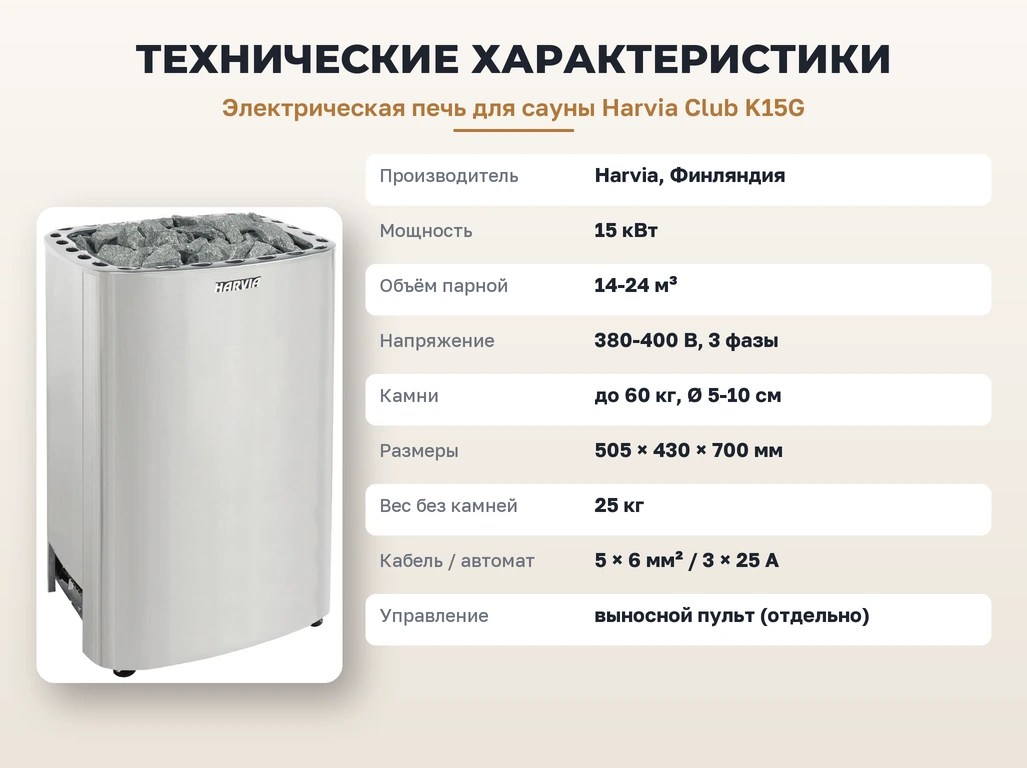 ТЕХНИЧЕСКИЕ ХАРАКТЕРИСТИКИ
Электрическая печь для сауны Harvia Club K15G
Производитель Harvia, Финляндия
Мощность 15 кВт
Объём парной 14-24 м³
Напряжение 380-400 В, 3 фазы
Камни до 60 кг, Ø 5-10 см
Размеры 505 × 430 × 700 мм
Вес без камней 25 кг
Кабель / автомат 5 × 6 мм² / 3 × 25 А
Управление выносной пульт (отдельно)
HARVIA